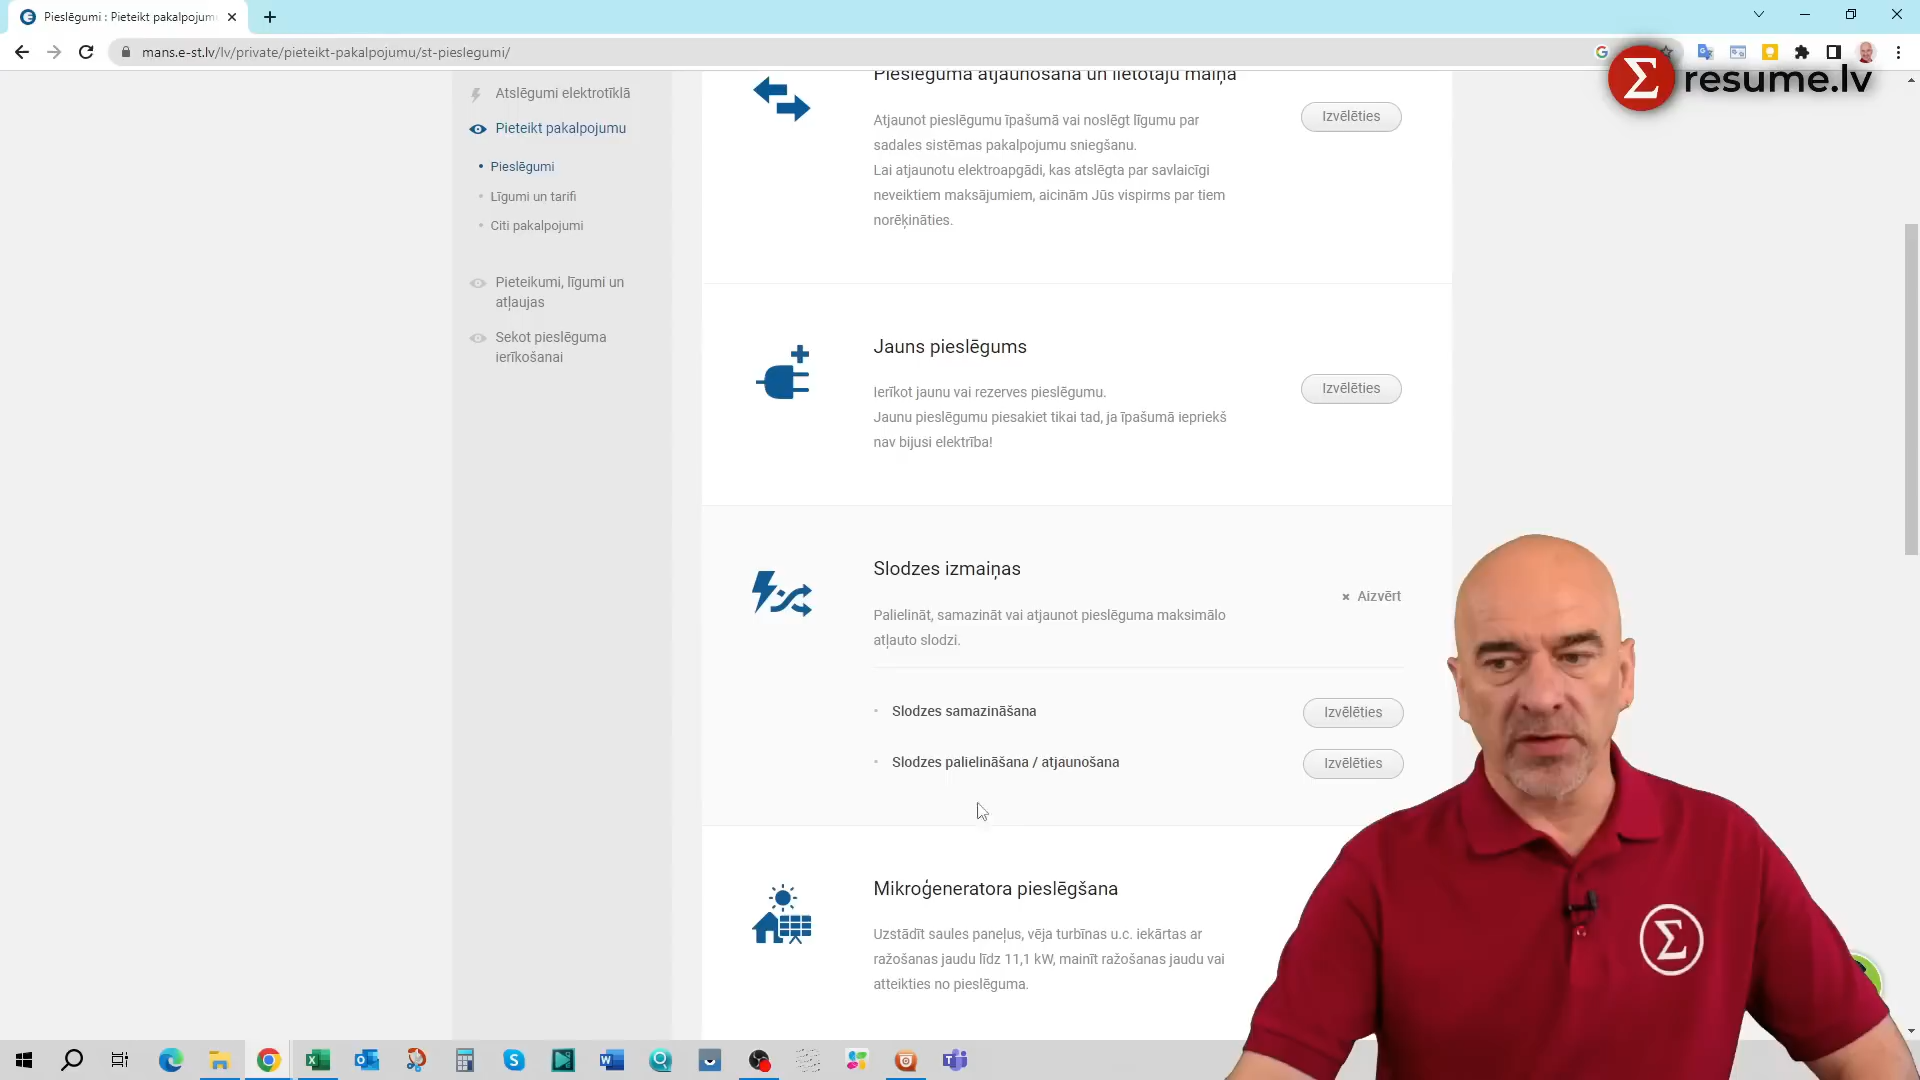 Pieslēgumi : Pieteikt pakalpojum
mans.e-st.lv/lv/private/pieteikt-pakalpojumu/st-pieslegumi/
resume.lv
Atslēgumi elektrotīklā
Pieteikt pakalpojumu
Pieslēgumi
Līgumi un tarifi
Citi pakalpojumi
Pieteikumi, līgumi un
atļaujas
Sekot pieslēguma
ierīkošanai
Pieslēguma atjaunošana un lietotāju maiņa
Atjaunot pieslēgumu īpašumā vai noslēgt līgumu par
sadales sistēmas pakalpojumu sniegšanu.
Lai atjaunotu elektroapgādi, kas atslēgta par savlaicīgi
neveiktiem maksājumiem, aicinām Jūs vispirms par tiem
norēķināties.
Izvēlēties
Jauns pieslēgums
Ierīkot jaunu vai rezerves pieslēgumu.
Jaunu pieslēgumu piesakiet tikai tad, ja īpašumā iepriekš
nav bijusi elektrība!
Izvēlēties
Slodzes izmaiņas
Palielināt, samazināt vai atjaunot pieslēguma maksimālo
atļauto slodzi.
× Aizvērt
Slodzes samazināšana
Izvēlēties
Slodzes palielināšana / atjaunošana
Izvēlēties
Mikroģeneratora pieslēgšana
Uzstādīt saules paneļus, vēja turbīnas u.c. iekārtas ar
ražošanas jaudu līdz 11,1 kW, mainīt ražošanas jaudu vai
atteikties no pieslēguma.